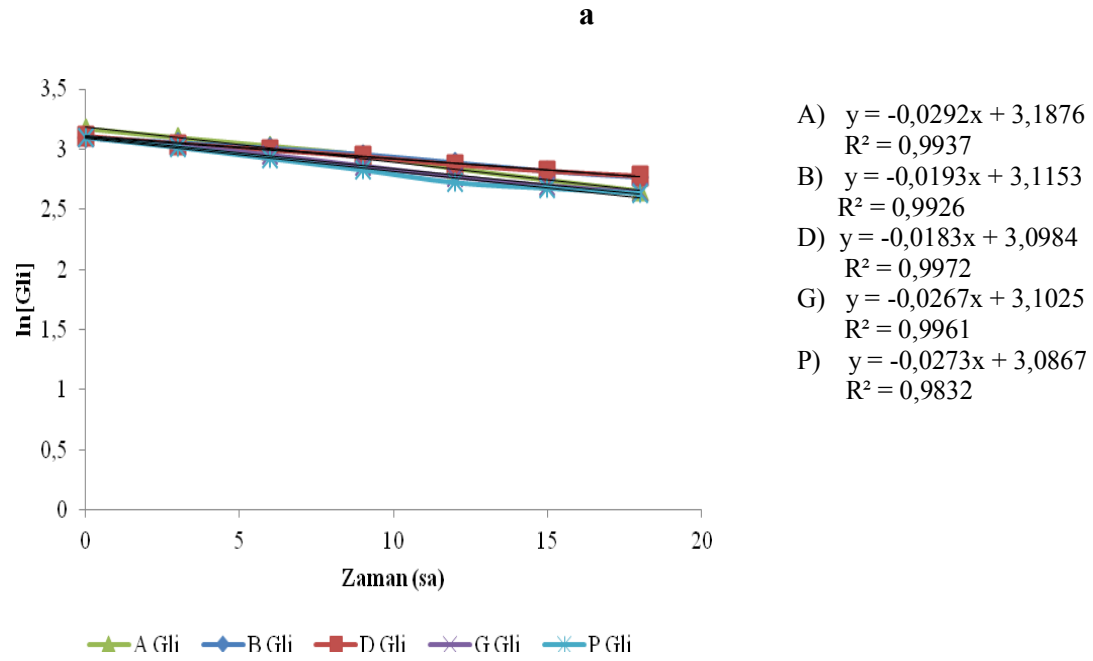 a
3,5
3
2,5
2
1,5
1
0,5
0
ln[Gli]
0 5 10 15 20
Zaman (sa)
A Gli B Gli D Gli G Gli P Gli
A) y = -0,0292x + 3,1876
R² = 0,9937
B) y = -0,0193x + 3,1153
R² = 0,9926
D) y = -0,0183x + 3,0984
R² = 0,9972
G) y = -0,0267x + 3,1025
R² = 0,9961
P) y = -0,0273x + 3,0867
R² = 0,9832